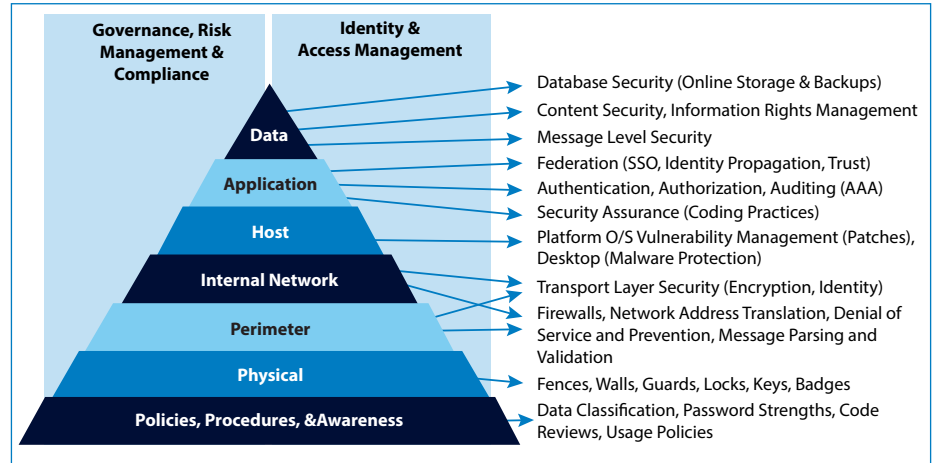 Governance, Risk
Management &
Compliance
Identity &
Access Management
Data
Application
Host
Internal Network
Perimeter
Physical
Policies, Procedures, &Awareness
Database Security (Online Storage & Backups)
Content Security, Information Rights Management
Message Level Security
Federation (SSO, Identity Propagation, Trust)
Authentication, Authorization, Auditing (AAA)
Security Assurance (Coding Practices)
Platform O/S Vulnerability Management (Patches),
Desktop (Malware Protection)
Transport Layer Security (Encryption, Identity)
Firewalls, Network Address Translation, Denial of
Service and Prevention, Message Parsing and
Validation
Fences, Walls, Guards, Locks, Keys, Badges
Data Classification, Password Strengths, Code
Reviews, Usage Policies